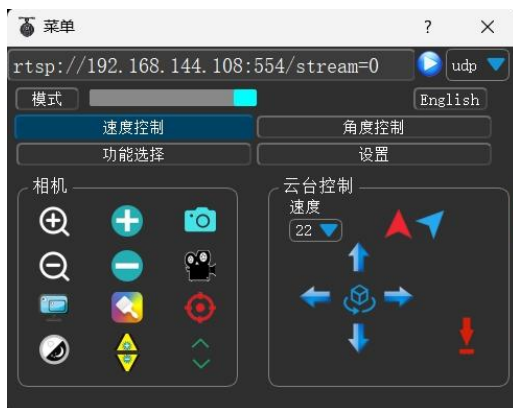 菜单
rtsp://192.168.144.108:554/stream=0 udp
模式 English
速度控制 角度控制
功能选择 设置
相机 云台控制
速度
22